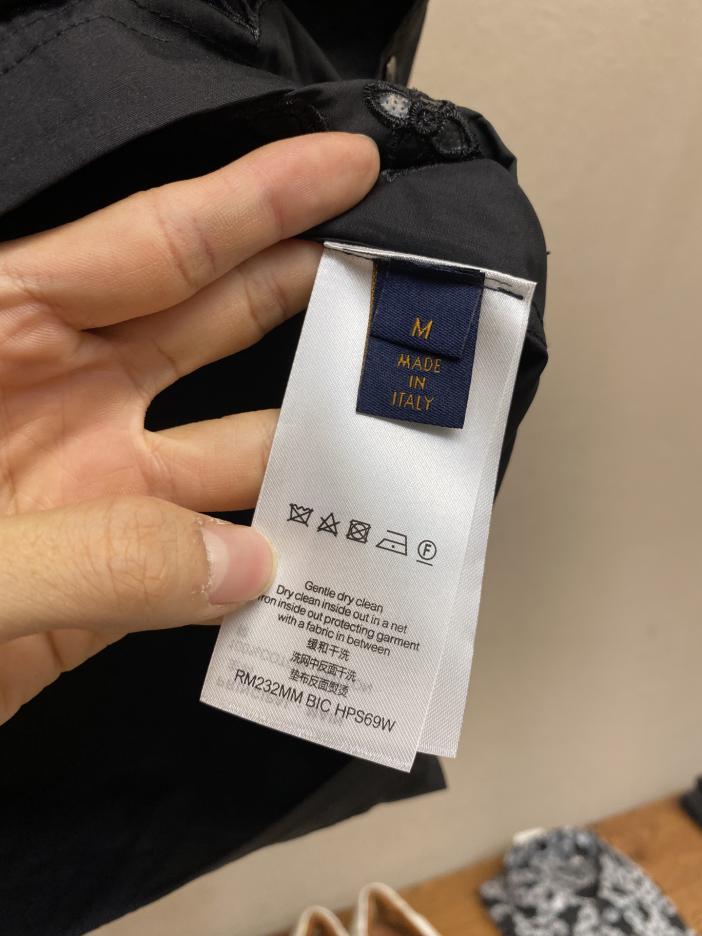 M
MADE
IN
ITALY
F
Gentle dry clean
Dry clean inside out in a net
Iron inside out protecting garment
with a fabric in between
缓和干洗
洗网中反面干洗
垫布反面熨烫
RM232MM BIC HPS69W